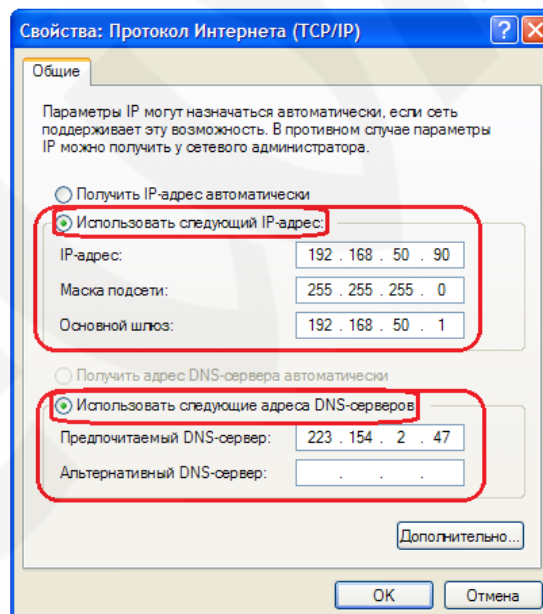 Свойства: Протокол Интернета (TCP/IP)
Общие
Параметры IP могут назначаться автоматически, если сеть
поддерживает эту возможность. В противном случае параметры
IP можно получить у сетевого администратора.
Получить IP-адрес автоматически
Использовать следующий IP-адрес:
IP-адрес: 192 . 168 . 50 . 90
Маска подсети: 255 . 255 . 255 . 0
Основной шлюз: 192 . 168 . 50 . 1
Получить адрес DNS-сервера автоматически
Использовать следующие адреса DNS-серверов
Предпочитаемый DNS-сервер: 223 . 154 . 2 . 47
Альтернативный DNS-сервер: . . .
Дополнительно...
OK Отмена